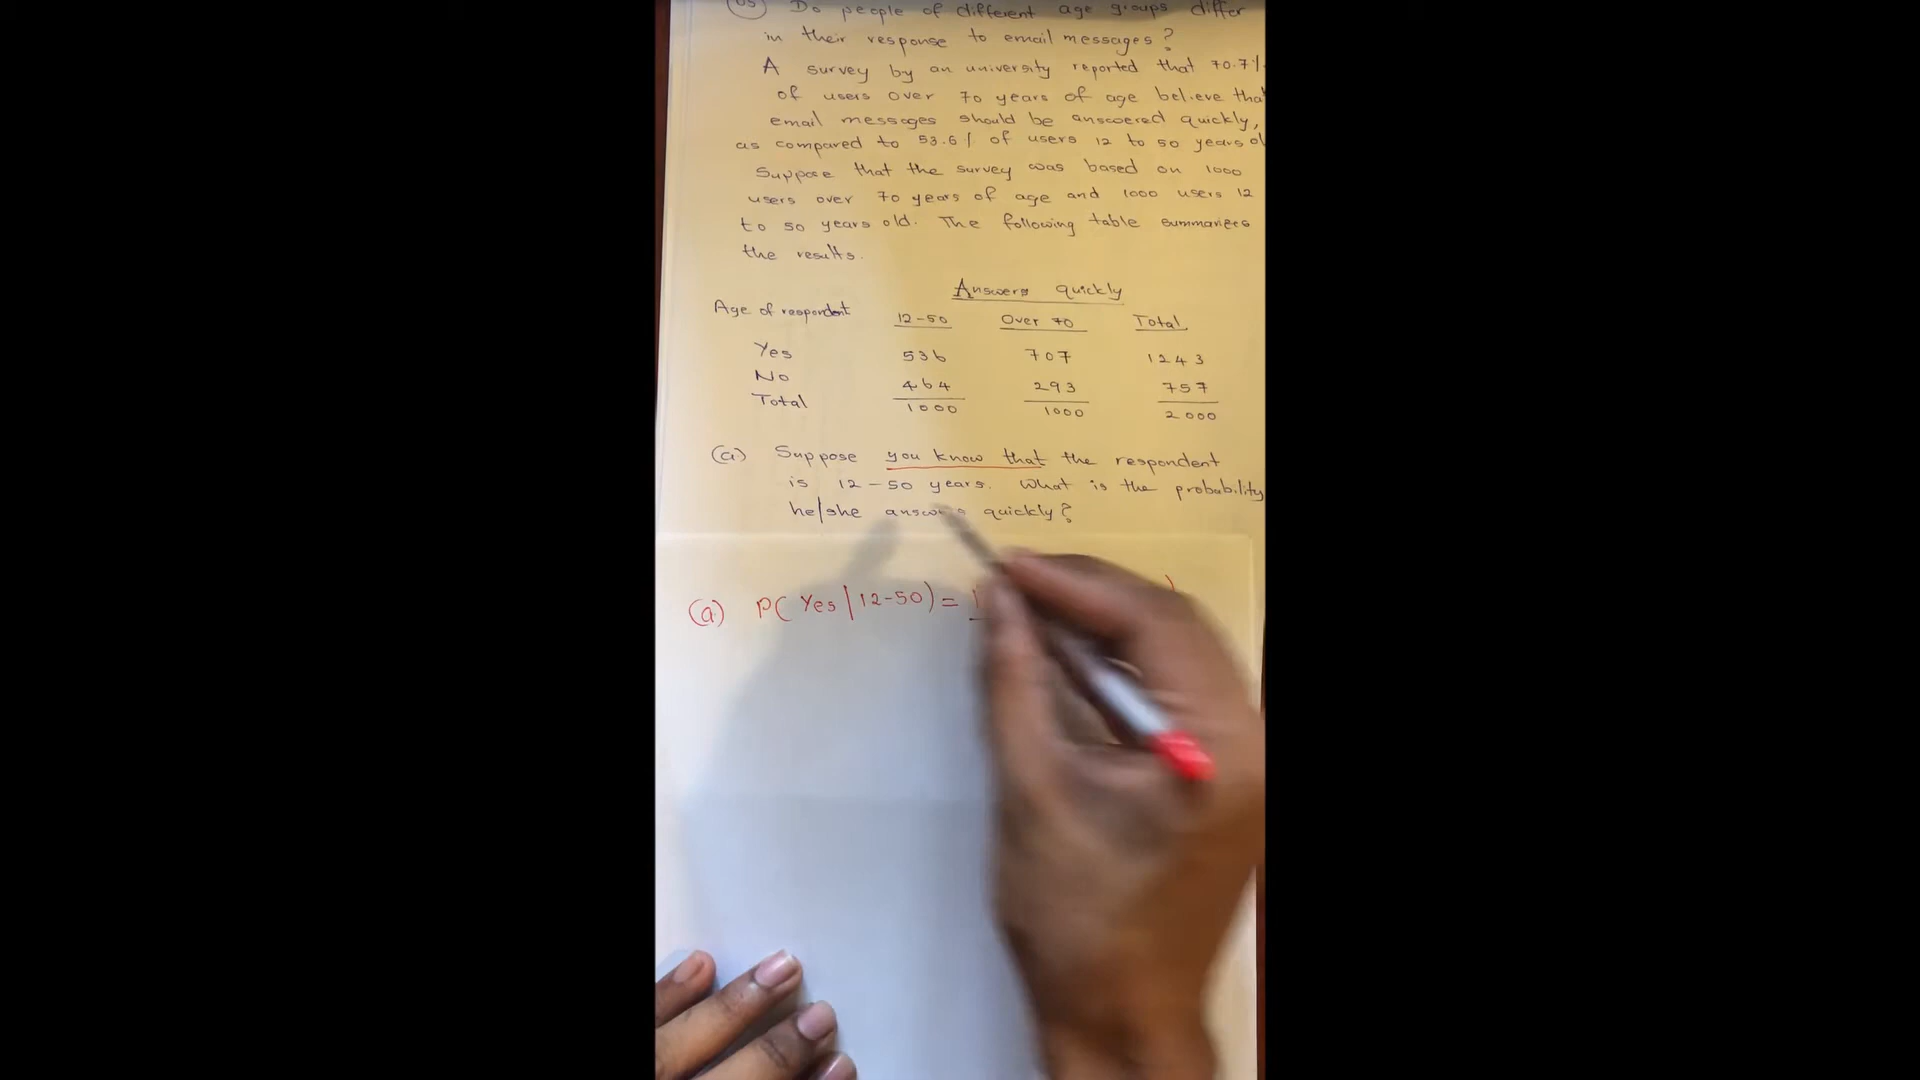 05 Do people of different age groups differ
in their response to email messages?
A survey by an university reported that 70.7%
of users over 70 years of age believe that
email messages should be answered quickly,
as compared to 53.6% of users 12 to 50 years
Suppose that the survey was based on 1000
users over 70 years of age and 1000 users 12
to 50 years old. The following table summarizes
the results.
Answers quickly
Age of respondent 12-50 Over 70 Total
Yes 536 707 1243
No 464 293 757
Total 1000 1000 2000
(a) Suppose you know that the respondent
is 12-50 years. What is the probability
he/she quickly?
(a) P(Yes|12-50) =